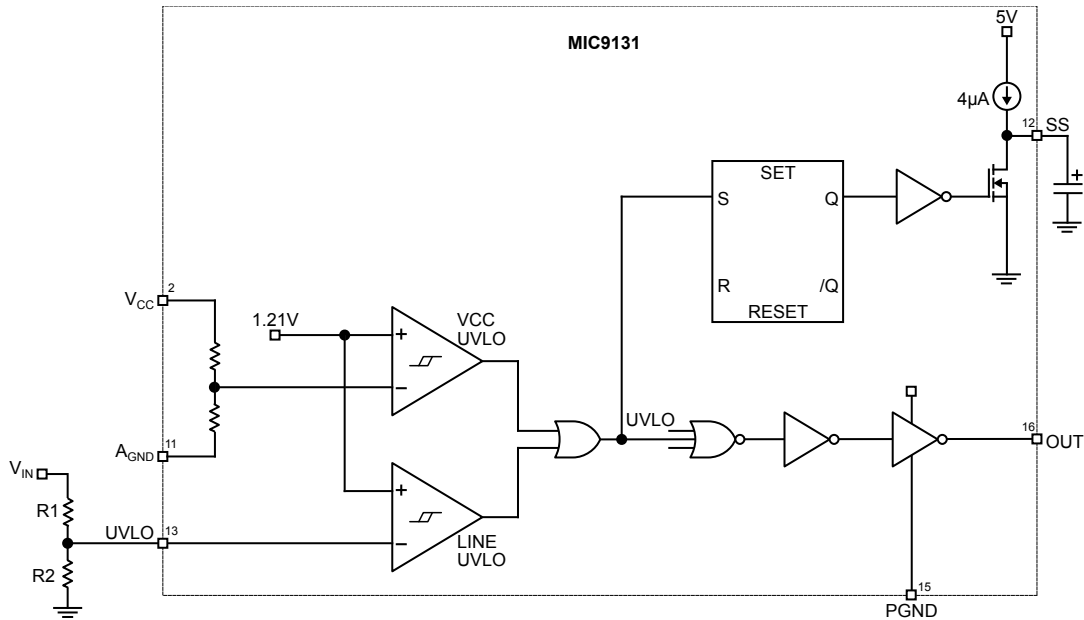 MIC9131
5V
4µA
12 SS
+
SET
S Q
R /Q
RESET
2
VCC
1.21V
VCC
UVLO
+
−
UVLO
16
OUT
11
AGND
VIN
R1
+
UVLO 13
−
LINE
UVLO
R2
15
PGND